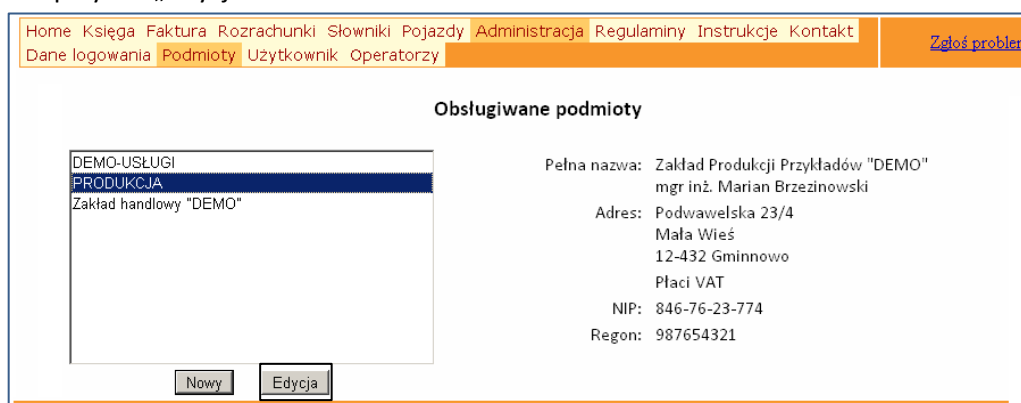 Home Księga Faktura Rozrachunki Słowniki Pojazdy Administracja Regulaminy Instrukcje Kontakt
Dane logowania Podmioty Użytkownik Operatorzy
Zgłoś problem
Obsługiwane podmioty
DEMO-USŁUGI
PRODUKCJA
Zakład handlowy "DEMO"
Pełna nazwa: Zakład Produkcji Przykładów "DEMO"
mgr inż. Marian Brzezinowski
Adres: Podwawelska 23/4
Mała Wieś
12-432 Gminnowo
Płaci VAT
NIP: 846-76-23-774
Regon: 987654321
Nowy Edycja